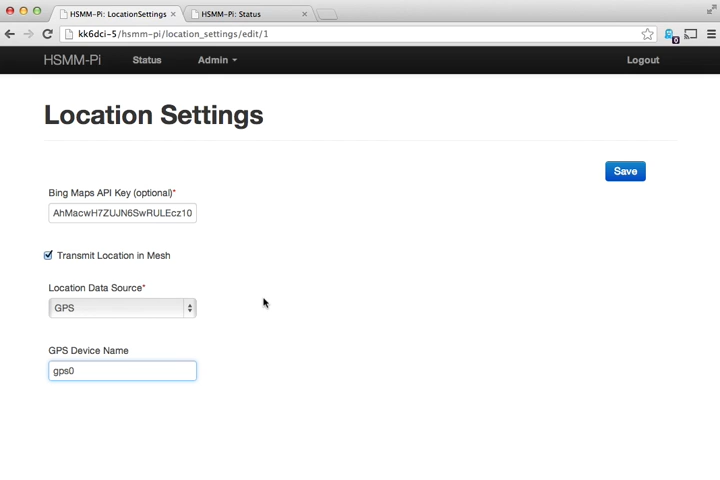 HSMM-Pi: LocationSettings
HSMM-Pi: Status
kk6dci-5/hsmm-pi/location_settings/edit/1
0
HSMM-Pi Status Admin Logout
Location Settings
Save
Bing Maps API Key (optional)*
AhMacwH7ZUJN6SwRULEcz10
Transmit Location in Mesh
Location Data Source*
GPS
GPS Device Name
gps0